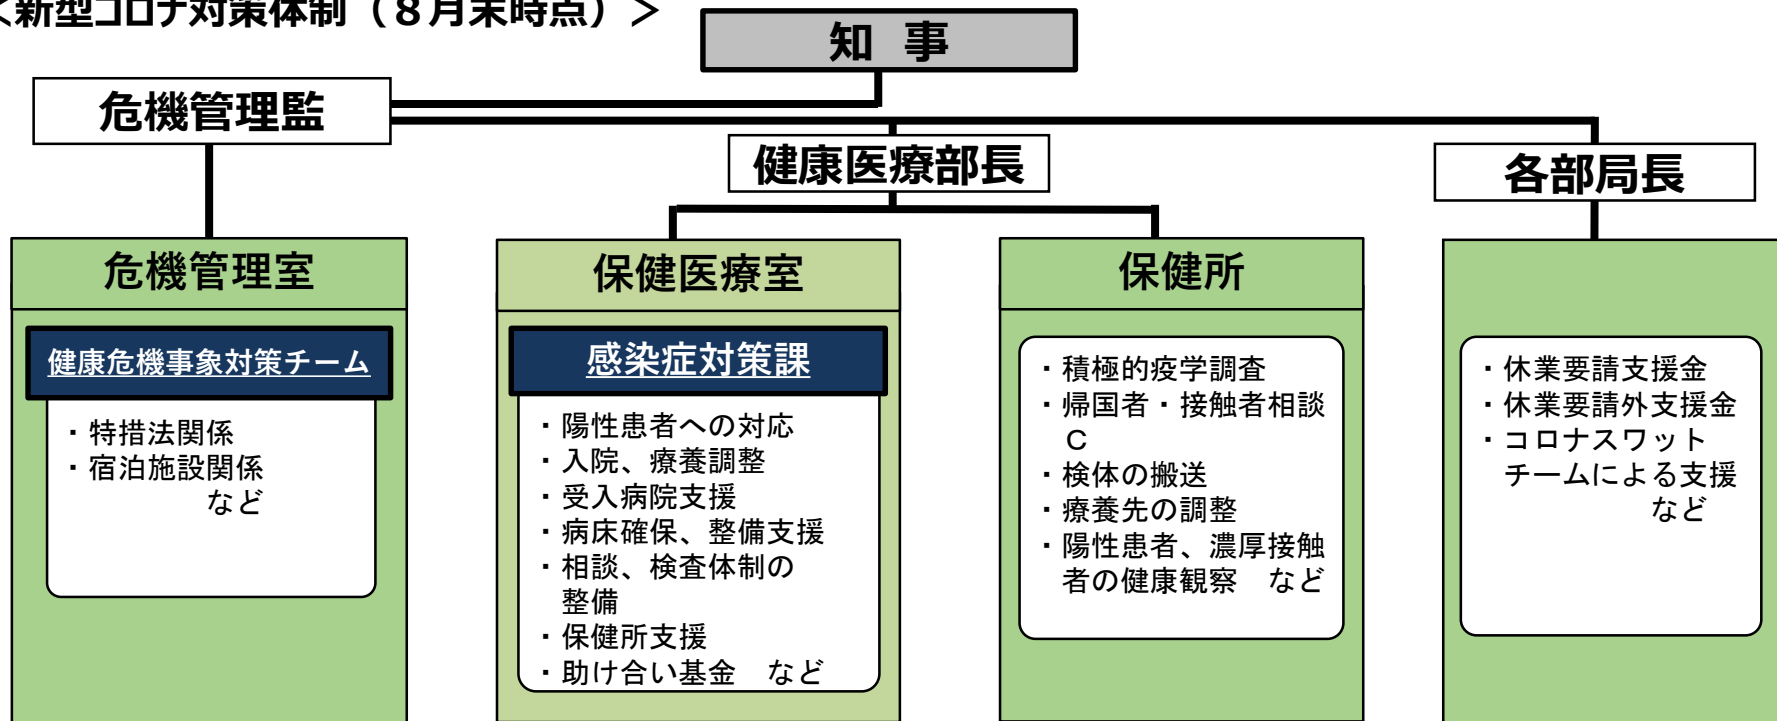 ＜新型コロナ対策体制（８月末時点）＞
知　事
危機管理監
健康医療部長
各部局長
危機管理室
健康危機事象対策チーム
・特措法関係
・宿泊施設関係
など
保健医療室
感染症対策課
・陽性患者への対応
・入院、療養調整
・受入病院支援
・病床確保、整備支援
・相談、検査体制の
整備
・保健所支援
・助け合い基金　など
保健所
・積極的疫学調査
・帰国者・接触者相談
Ｃ
・検体の搬送
・療養先の調整
・陽性患者、濃厚接触
者の健康観察　など
・休業要請支援金
・休業要請外支援金
・コロナスワット
チームによる支援
など